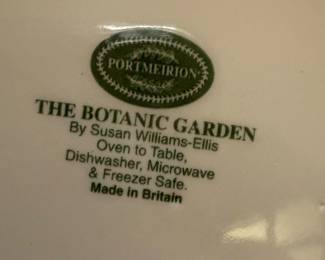 PORTMEIRION
THE BOTANIC GARDEN
By Susan Williams-Ellis
Oven to Table,
Dishwasher, Microwave
& Freezer Safe.
Made in Britain